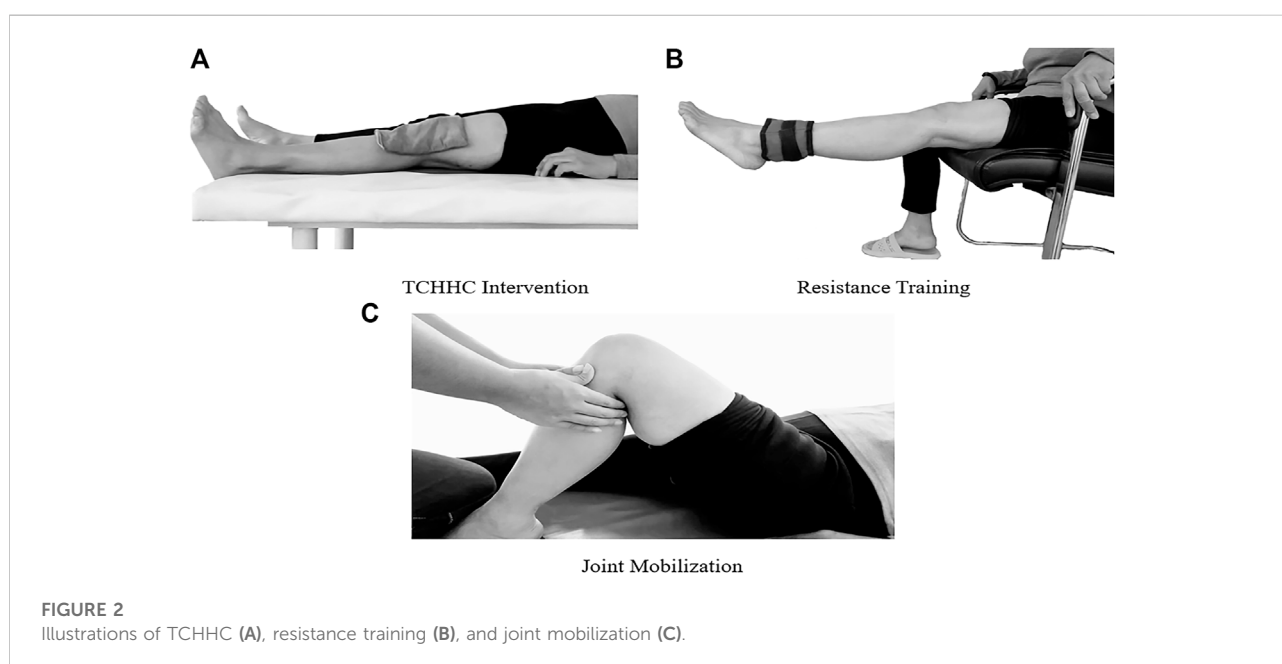 A
B
TCHHC Intervention
Resistance Training
C
Joint Mobilization
FIGURE 2
Illustrations of TCHHC (A), resistance training (B), and joint mobilization (C).